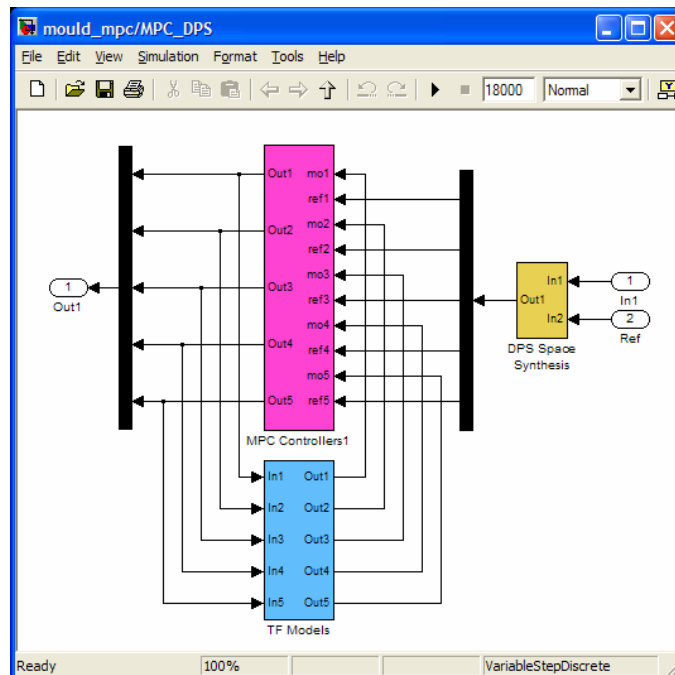 mould_mpc/MPC_DPS
File Edit View Simulation Format Tools Help
18000 Normal
Out1 mo1
ref1
Out2 mo2
ref2
Out3 mo3
ref3
Out4 mo4
ref4
mo5
Out5 ref5
MPC Controllers1
1
Out1
In1
Out1
In2
DPS Space
Synthesis
1
In1
2
Ref
In1 Out1
In2 Out2
In3 Out3
In4 Out4
In5 Out5
TF Models
Ready 100% VariableStepDiscrete